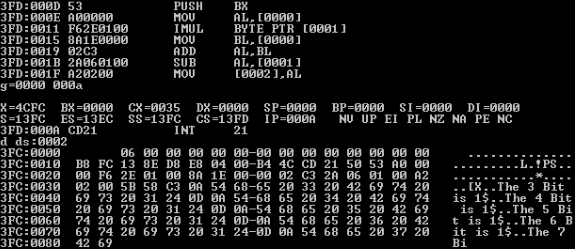 3FD:000D 53 PUSH BX
3FD:000E A00000 MOV AL,[0000]
3FD:0011 F62E0100 IMUL BYTE PTR [0001]
3FD:0015 8A1E0000 MOV BL,[0000]
3FD:0019 02C3 ADD AL,BL
3FD:001B 2A060100 SUB AL,[0001]
3FD:001F A20200 MOV [0002],AL
g=0000 000a
X=4CFC BX=0000 CX=0035 DX=0000 SP=0000 BP=0000 SI=0000 DI=0000
S=13FC ES=13EC SS=13FC CS=13FD IP=000A NV UP EI PL NZ NA PE NC
3FD:000A CD21 INT 21
d ds:0002
3FC:0000 06 00 00 00 00 00-00 00 00 00 00 00 00 00 ..............
3FC:0010 B8 FC 13 8E D8 E8 04 00-B4 4C CD 21 50 53 A0 00 .........L.!PS..
3FC:0020 00 F6 2E 01 00 8A 1E 00-00 02 C3 2A 06 01 00 A2 ...........*....
3FC:0030 02 00 5B 58 C3 0A 54 68-65 20 33 20 42 69 74 20 ..[X..The 3 Bit
3FC:0040 69 73 20 31 24 0D 0A 54-68 65 20 34 20 42 69 74 is 1$..The 4 Bit
3FC:0050 20 69 73 20 31 24 0D 0A-54 68 65 20 35 20 42 69 is 1$..The 5 Bi
3FC:0060 74 20 69 73 20 31 24 0D-0A 54 68 65 20 36 20 42 t is 1$..The 6 B
3FC:0070 69 74 20 69 73 20 31 24-0D 0A 54 68 65 20 37 20 it is 1$..The 7
3FC:0080 42 69 Bi